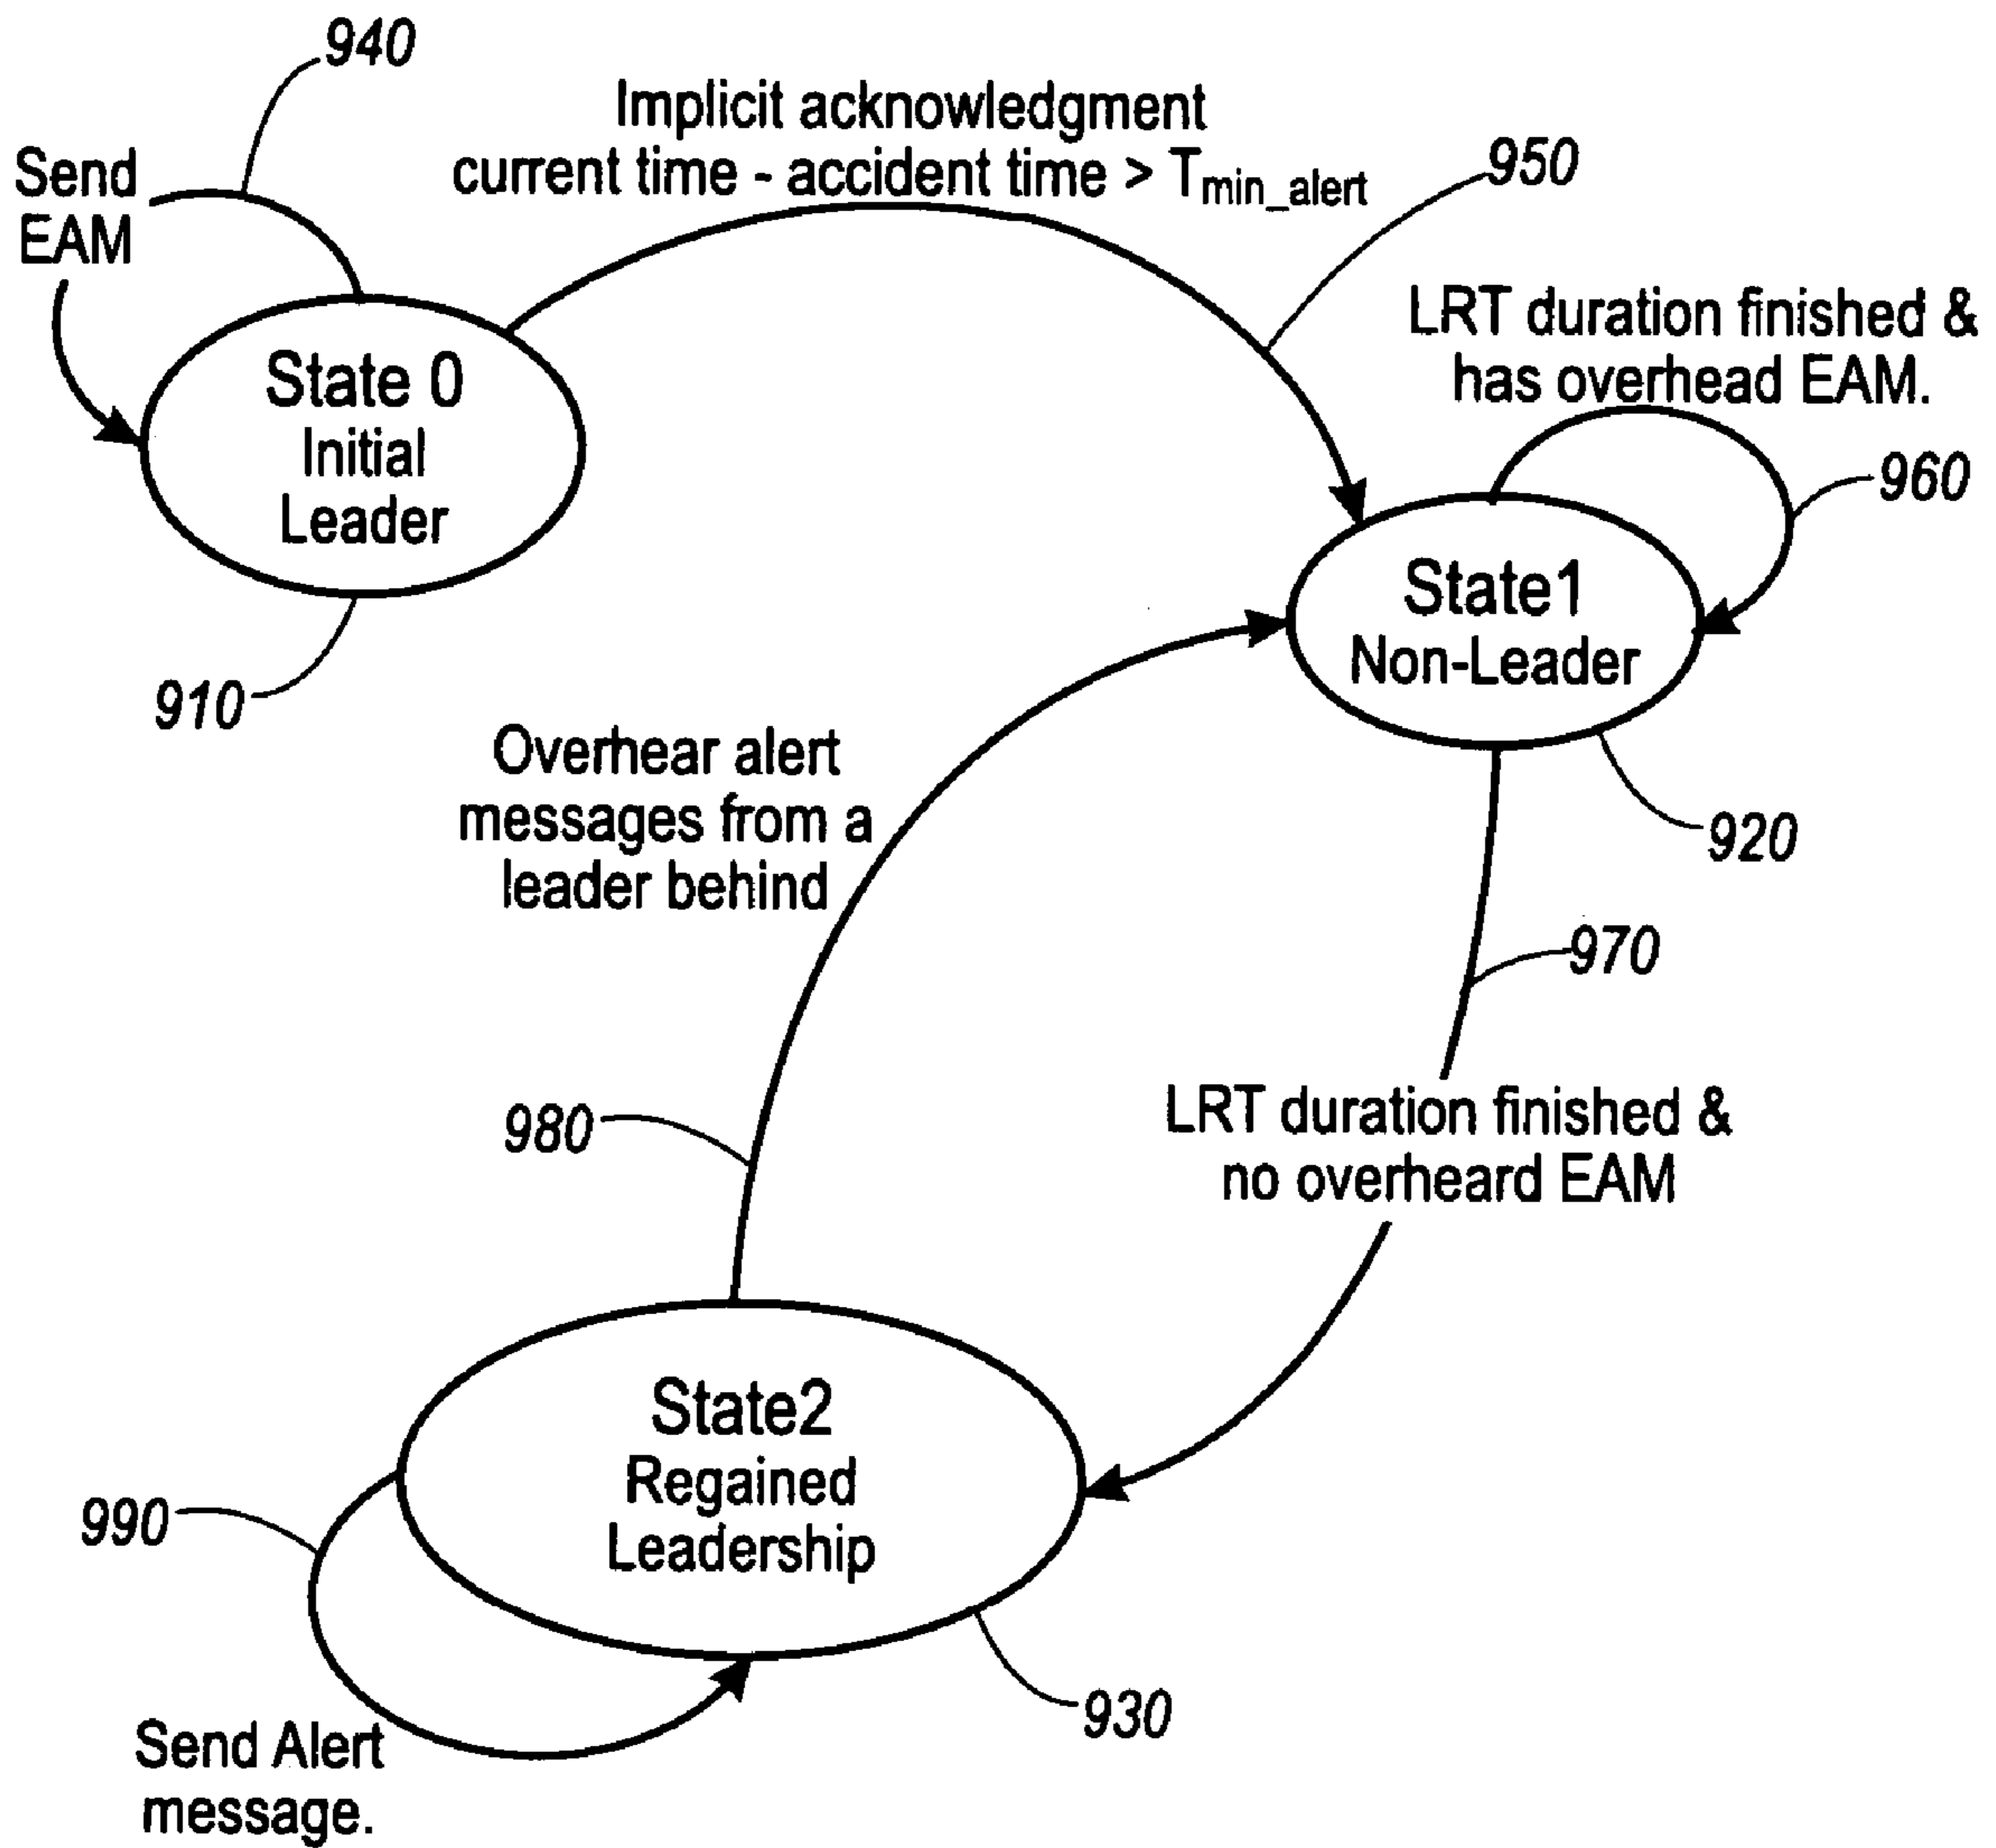 940
Send
EAM
Implicit acknowledgment
current time - accident time > Tmin_alert
950
LRT duration finished &
has overhead EAM.
960
State 0
Initial
Leader
910
State1
Non-Leader
920
Overhear alert
messages from a
leader behind
970
980
LRT duration finished &
no overheard EAM
State2
Regained
Leadership
990
930
Send Alert
message.